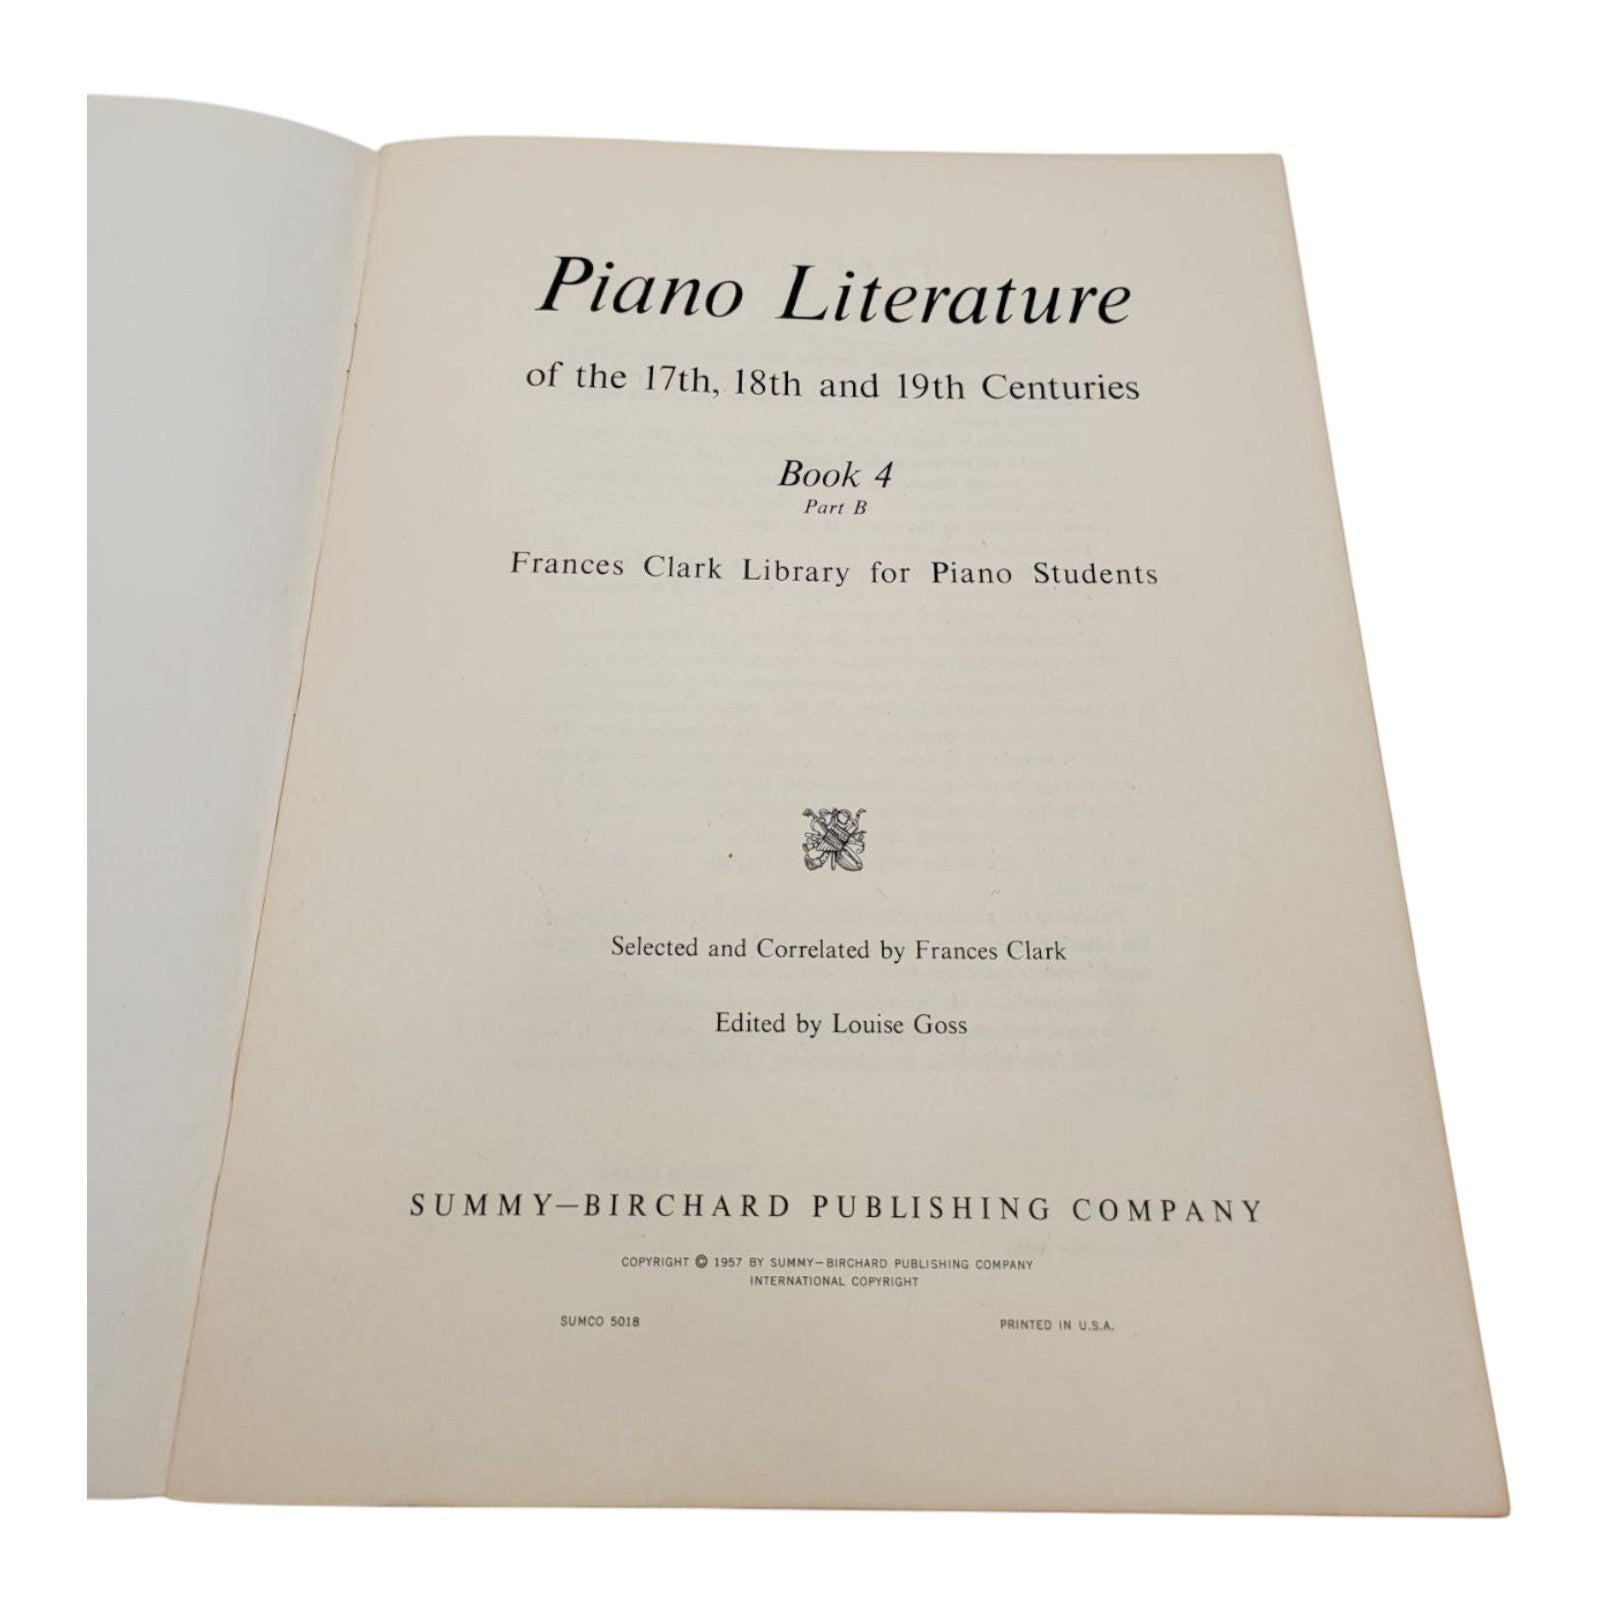 Piano Literature
of the 17th, 18th and 19th Centuries
Book 4
Part B
Frances Clark Library for Piano Students
Selected and Correlated by Frances Clark
Edited by Louise Goss
SUMMY—BIRCHARD PUBLISHING COMPANY
COPYRIGHT © 1957 BY SUMMY—BIRCHARD PUBLISHING COMPANY
INTERNATIONAL COPYRIGHT
SUMCO 5018 PRINTED IN U.S.A.